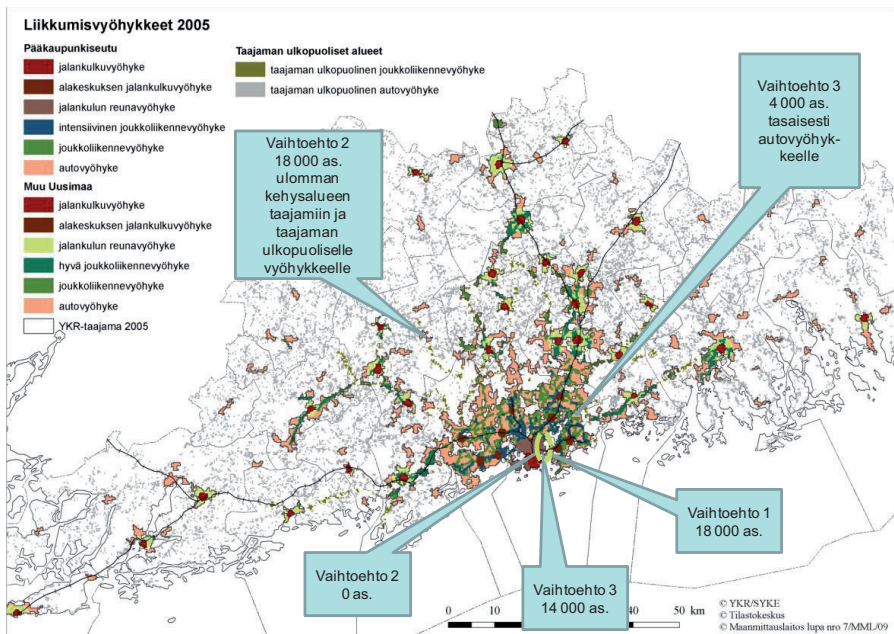 Liikkumisvyöhykkeet 2005
Pääkaupunkiseutu
jalankulkuvyöhyke
alakeskuksen jalankulkuvyöhyke
jalankulun reunavyöhyke
intensiivinen joukkoliikennevyöhyke
joukkoliikennevyöhyke
autovyöhyke
Muu Uusimaa
jalankulkuvyöhyke
alakeskuksen jalankulkuvyöhyke
jalankulun reunavyöhyke
hyvä joukkoliikennevyöhyke
joukkoliikennevyöhyke
autovyöhyke
YKR-taajama 2005
Taajaman ulkopuoliset alueet
taajaman ulkopuolinen joukkoliikennevyöhyke
taajaman ulkopuolinen autovyöhyke
Vaihtoehto 2
18 000 as.
ulomman
kehysalueen
taajamiin ja
taajaman
ulkopuoliselle
vyöhykkeelle
Vaihtoehto 3
4 000 as.
tasaisesti
autovyöhyk-
keelle
Vaihtoehto 1
18 000 as.
Vaihtoehto 2
0 as.
Vaihtoehto 3
14 000 as.
0 10 20 30 40 50 km
© YKR/SYKE
© Tilastokeskus
© Maanmittauslaitos lupa nro 7/MML/09